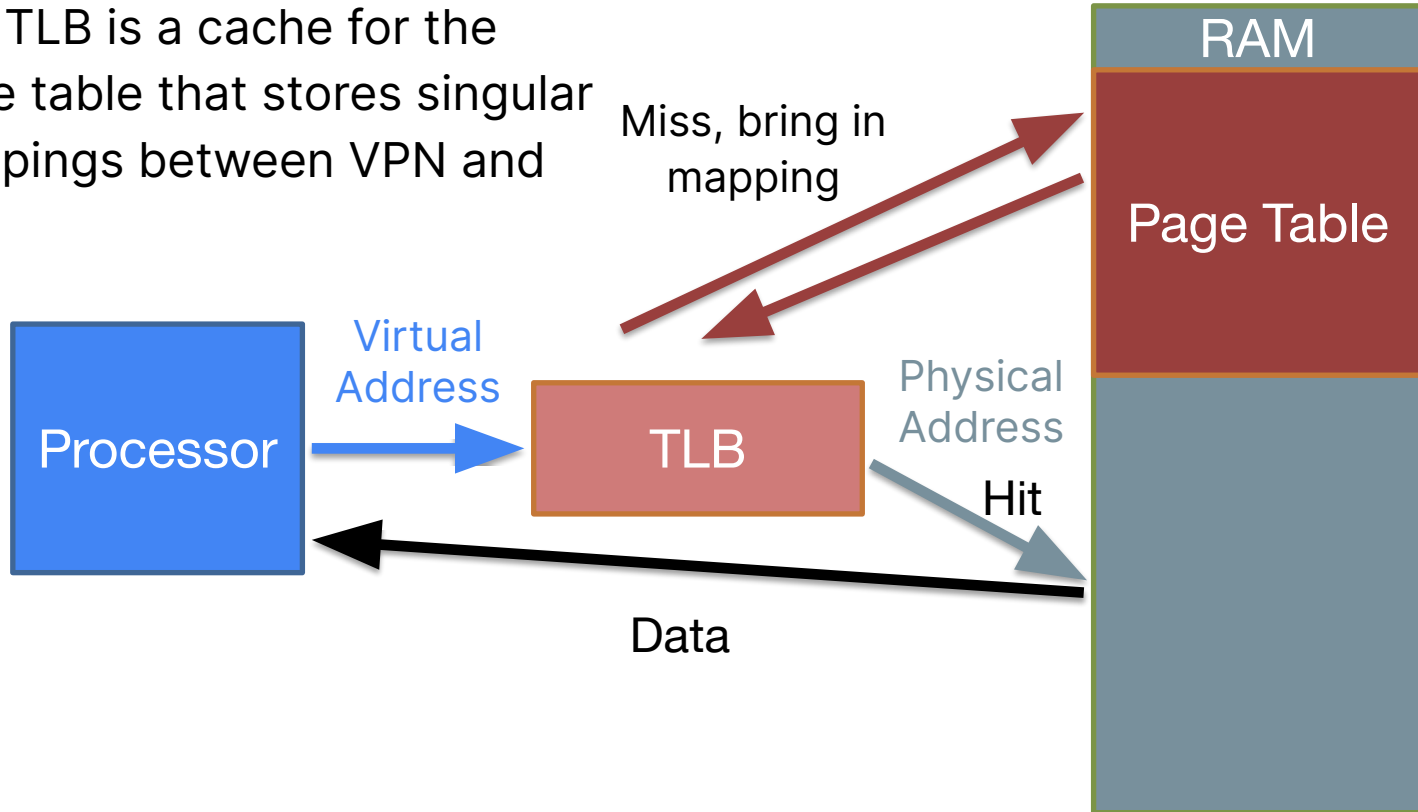 TLB is a cache for the
e table that stores singular
pings between VPN and
Miss, bring in
mapping
RAM
Page Table
Virtual
Address
Processor
TLB
Physical
Address
Hit
Data